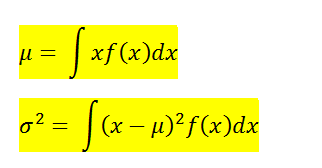 μ = ∫ xf(x)dx
σ² = ∫(x − μ)²f(x)dx